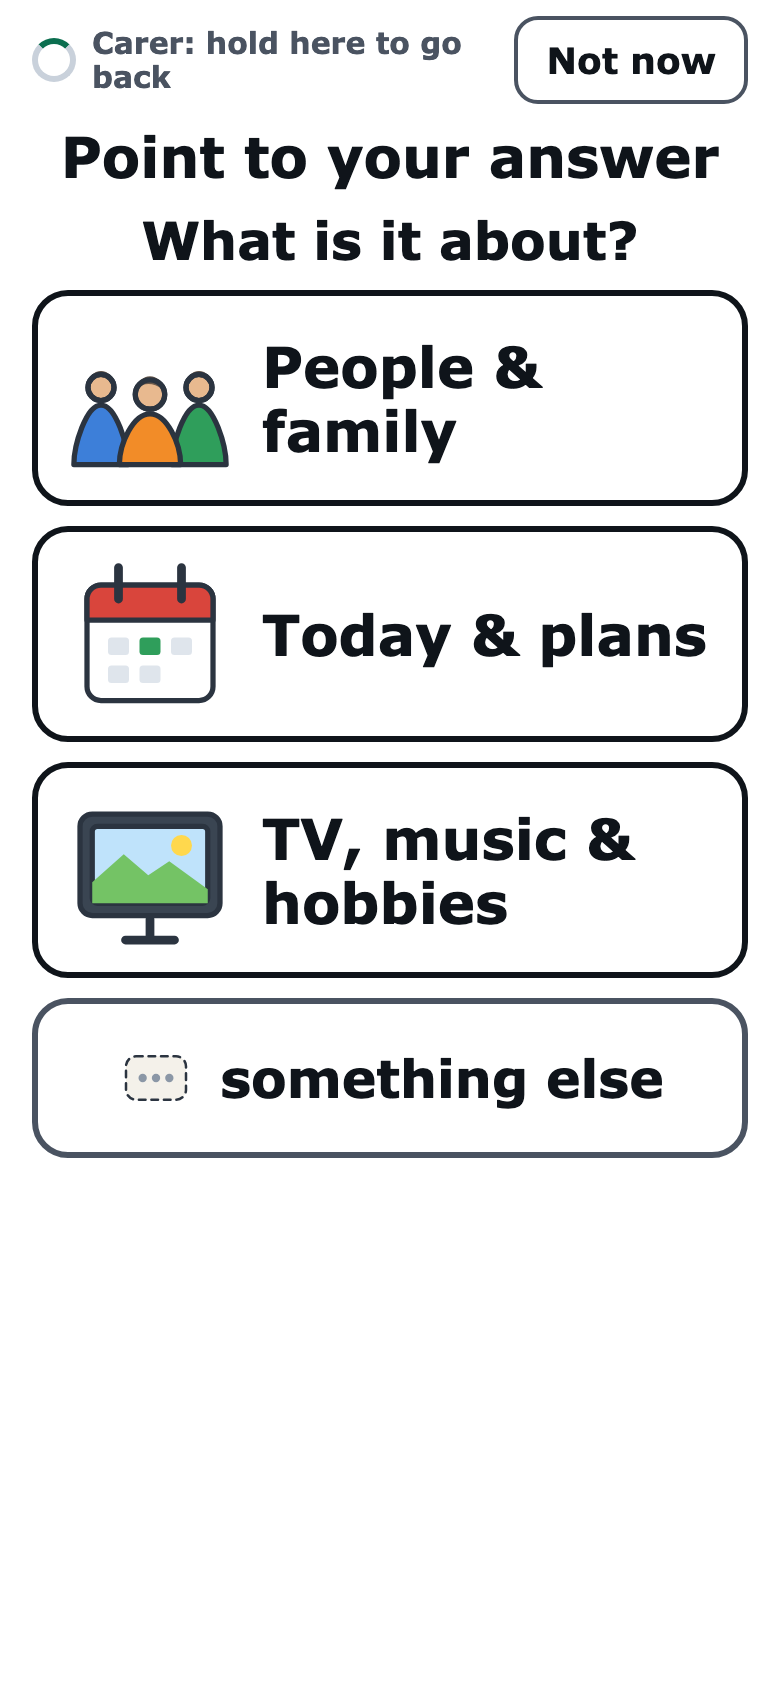 Carer: hold here to go
back
Not now
Point to your answer
What is it about?
People &
family
Today & plans
TV, music &
hobbies
something else